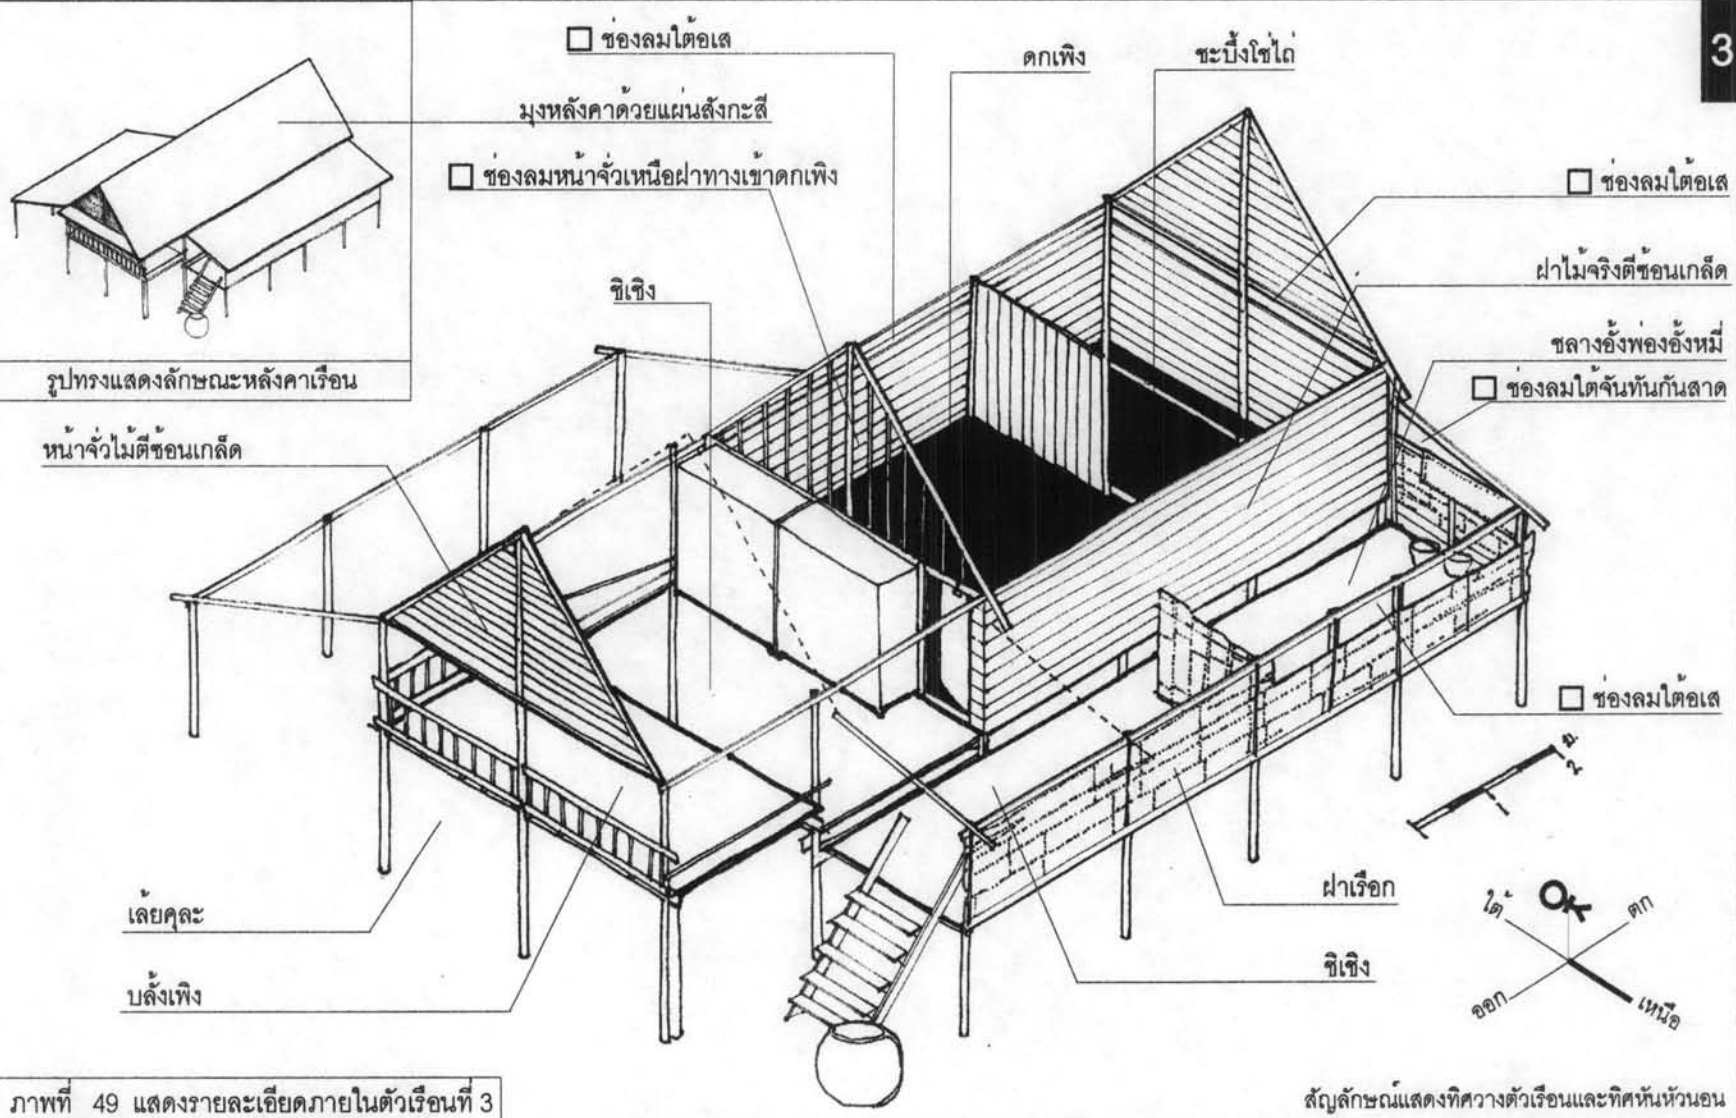 3
☐ ช่องลมใต้อเส
ดกเพิง
ชะบึ้งโช่ไถ่
มุงหลังคาด้วยแผ่นสังกะสี
☐ ช่องลมหน้าจั่วเหนือฝาทางเข้าดกเพิง
☐ ช่องลมใต้อเส
ฝาไม้จริงตีซ้อนเกล็ด
ซิเซิง
ชลางอั้งพ่องอั้งหมี่
รูปทรงแสดงลักษณะหลังคาเรือน
☐ ช่องลมใต้จันทันกันสาด
หน้าจั่วไม้ตีซ้อนเกล็ด
☐ ช่องลมใต้อเส
2 ม.
ฝาเรือก
ใต้
ตก
เล้ยคุละ
ซิเซิง
บลั้งเพิง
ออก
เหนือ
ภาพที่ 49 แสดงรายละเอียดภายในตัวเรือนที่ 3
สัญลักษณ์แสดงทิศวางตัวเรือนและทิศหันหัวนอน